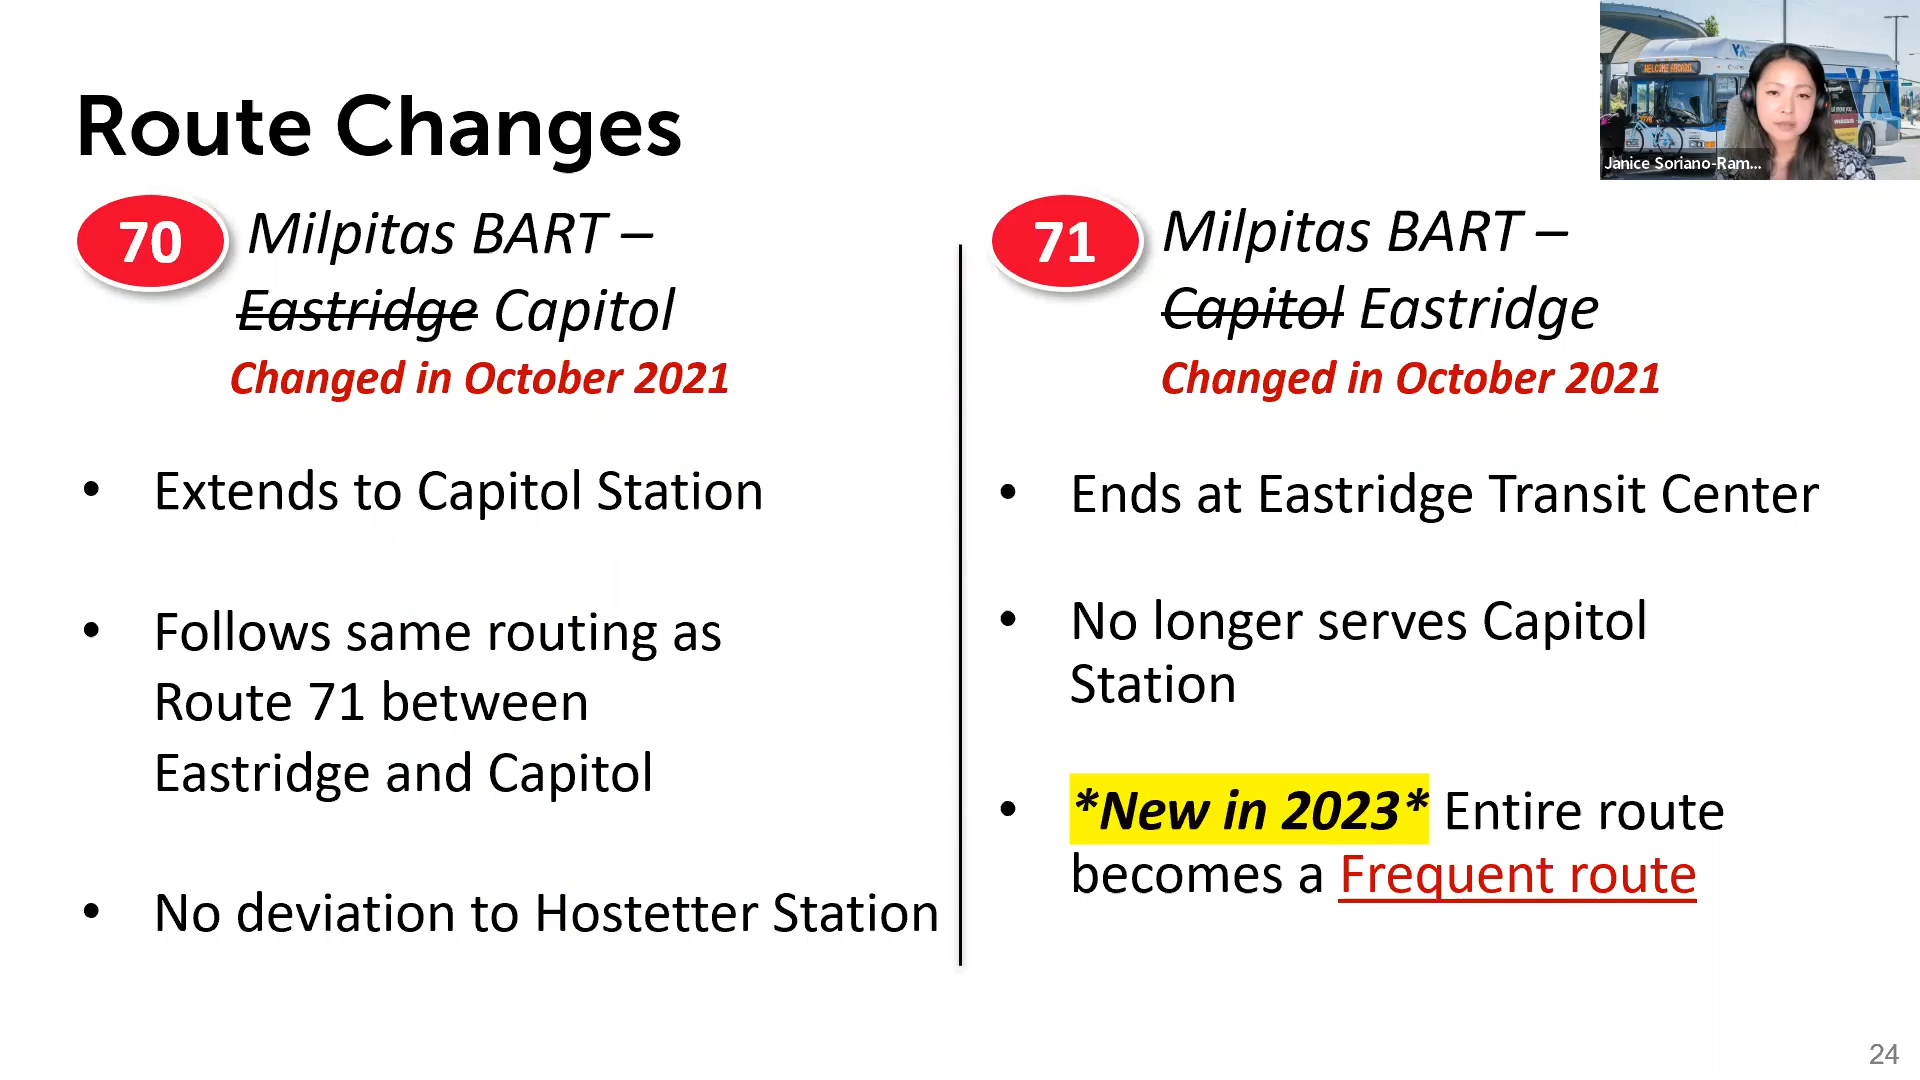 Route Changes
70
Milpitas BART –
Eastridge Capitol
Changed in October 2021
• Extends to Capitol Station
• Follows same routing as
Route 71 between
Eastridge and Capitol
• No deviation to Hostetter Station
71
Milpitas BART –
Capitol Eastridge
Changed in October 2021
• Ends at Eastridge Transit Center
• No longer serves Capitol
Station
• *New in 2023* Entire route
becomes a Frequent route
WELCOME ABOARD
Janice Soriano-Ram...
24